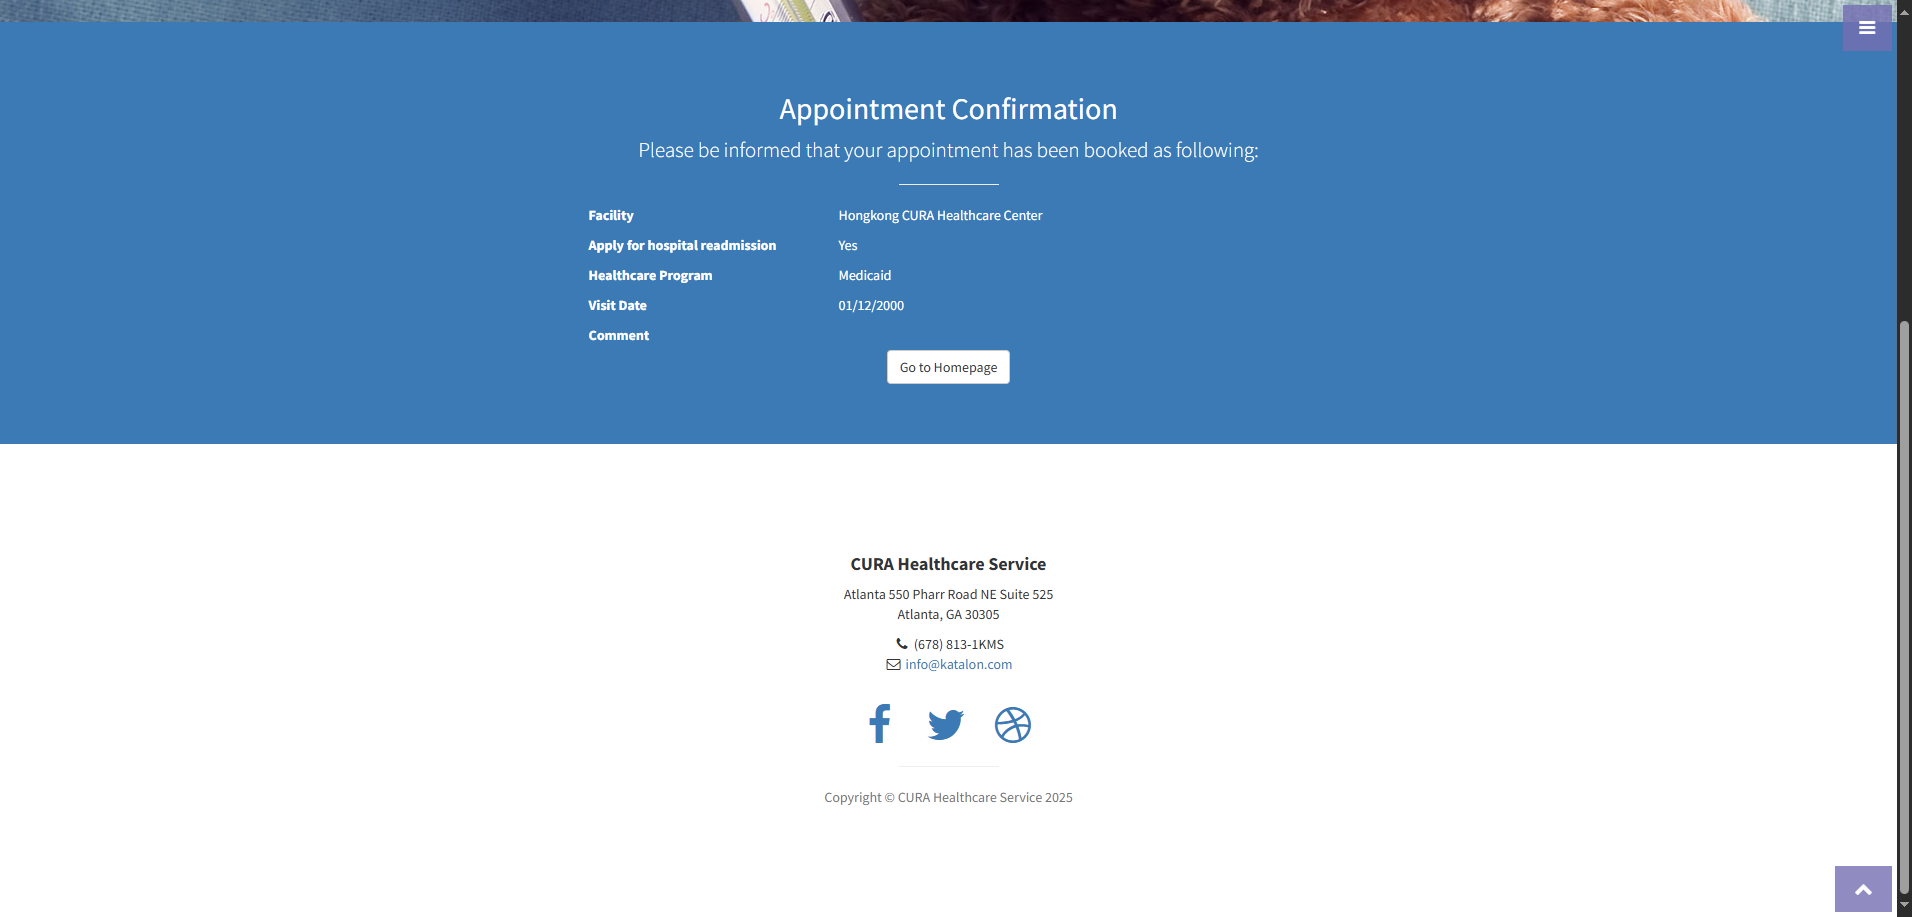 Appointment Confirmation
Please be informed that your appointment has been booked as following:
Facility Hongkong CURA Healthcare Center
Apply for hospital readmission Yes
Healthcare Program Medicaid
Visit Date 01/12/2000
Comment
Go to Homepage
CURA Healthcare Service
Atlanta 550 Pharr Road NE Suite 525
Atlanta, GA 30305
(678) 813-1KMS
info@katalon.com
Copyright © CURA Healthcare Service 2025